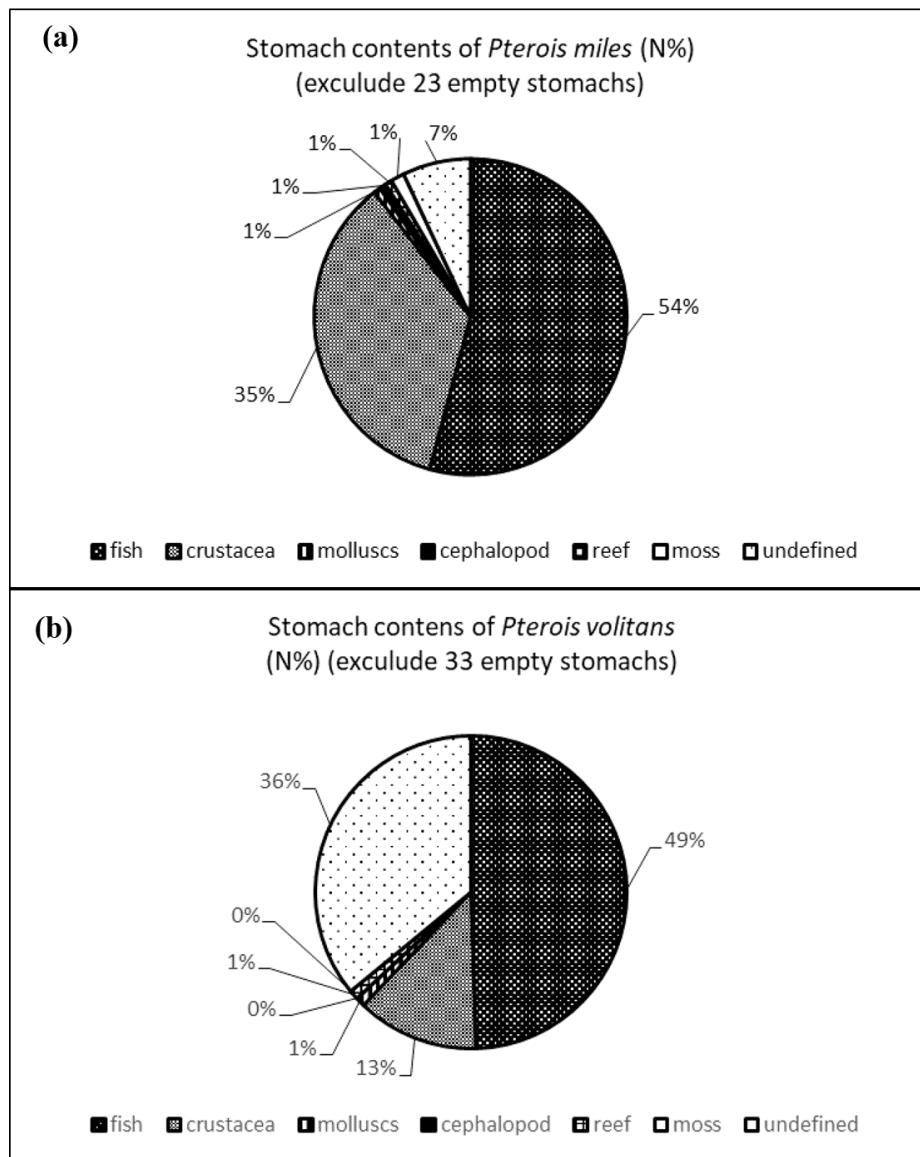 (a)
Stomach contents of Pterois miles (N%)
(exculude 23 empty stomachs)
1%
7%
1%
1%
1%
54%
35%
fish crustacea molluscs cephalopod reef moss undefined
(b)
Stomach contens of Pterois volitans
(N%) (exculude 33 empty stomachs)
36%
49%
0%
1%
0%
1%
13%
fish crustacea molluscs cephalopod reef moss undefined